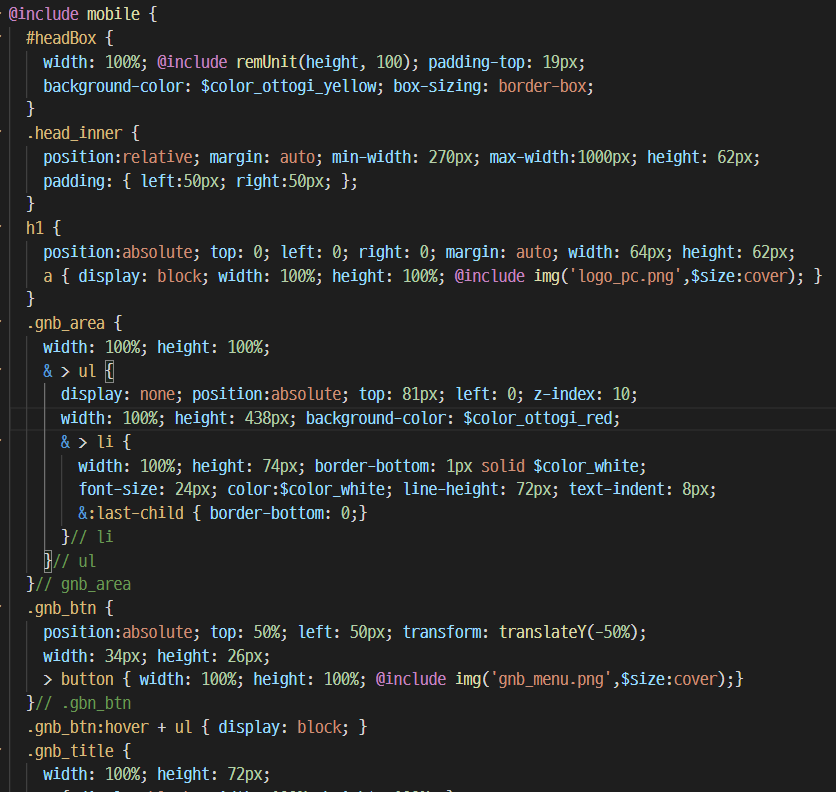 @include mobile {
#headBox {
width: 100%; @include remUnit(height, 100); padding-top: 19px;
background-color: $color_ottogi_yellow; box-sizing: border-box;
}
.head_inner {
position:relative; margin: auto; min-width: 270px; max-width:1000px; height: 62px;
padding: { left:50px; right:50px; };
}
h1 {
position:absolute; top: 0; left: 0; right: 0; margin: auto; width: 64px; height: 62px;
a { display: block; width: 100%; height: 100%; @include img('logo_pc.png',$size:cover); }
}
.gnb_area {
width: 100%; height: 100%;
& > ul {
display: none; position:absolute; top: 81px; left: 0; z-index: 10;
width: 100%; height: 438px; background-color: $color_ottogi_red;
& > li {
width: 100%; height: 74px; border-bottom: 1px solid $color_white;
font-size: 24px; color:$color_white; line-height: 72px; text-indent: 8px;
&:last-child { border-bottom: 0;}
}// li
}// ul
}// gnb_area
.gnb_btn {
position:absolute; top: 50%; left: 50px; transform: translateY(-50%);
width: 34px; height: 26px;
> button { width: 100%; height: 100%; @include img('gnb_menu.png',$size:cover);}
}// .gbn_btn
.gnb_btn:hover + ul { display: block; }
.gnb_title {
width: 100%; height: 72px;